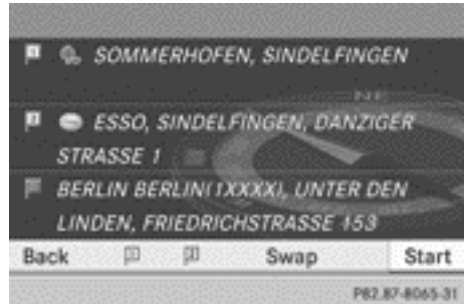 SOMMERHOFEN, SINDELFINGEN
NE
ESSO, SINDELFINGEN, DANZIGER
STRASSE 1
BERLIN BERLIN(1XXXX), UNTER DEN
LINDEN, FRIEDRICHSTRASSE 153
Back Swap Start
P82.87-8065-31